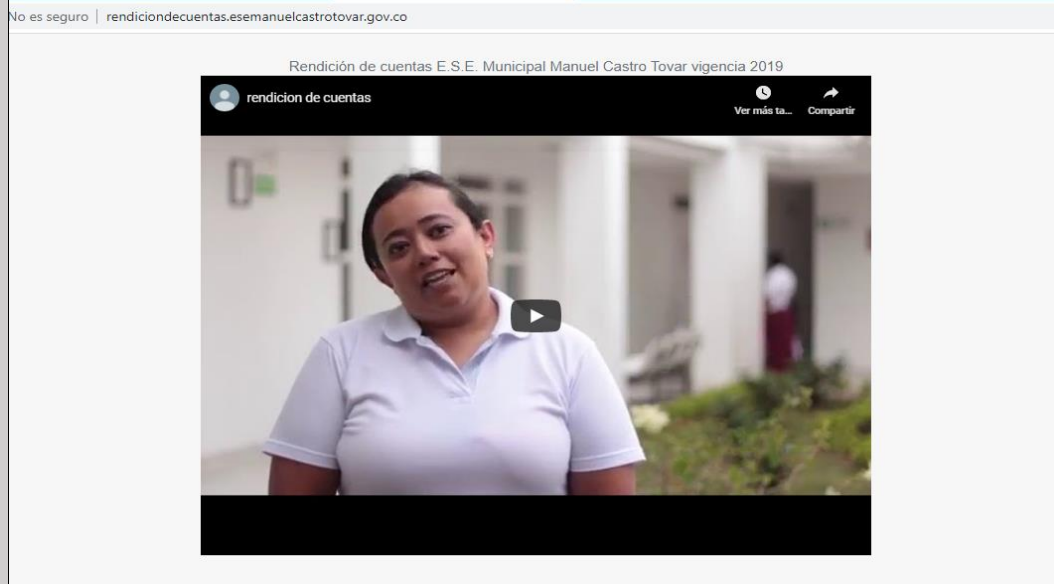 No es seguro | rendiciondecuentas.esemanuelcastrotovar.gov.co
Rendición de cuentas E.S.E. Municipal Manuel Castro Tovar vigencia 2019
rendicion de cuentas
Ver más ta...
Compartir